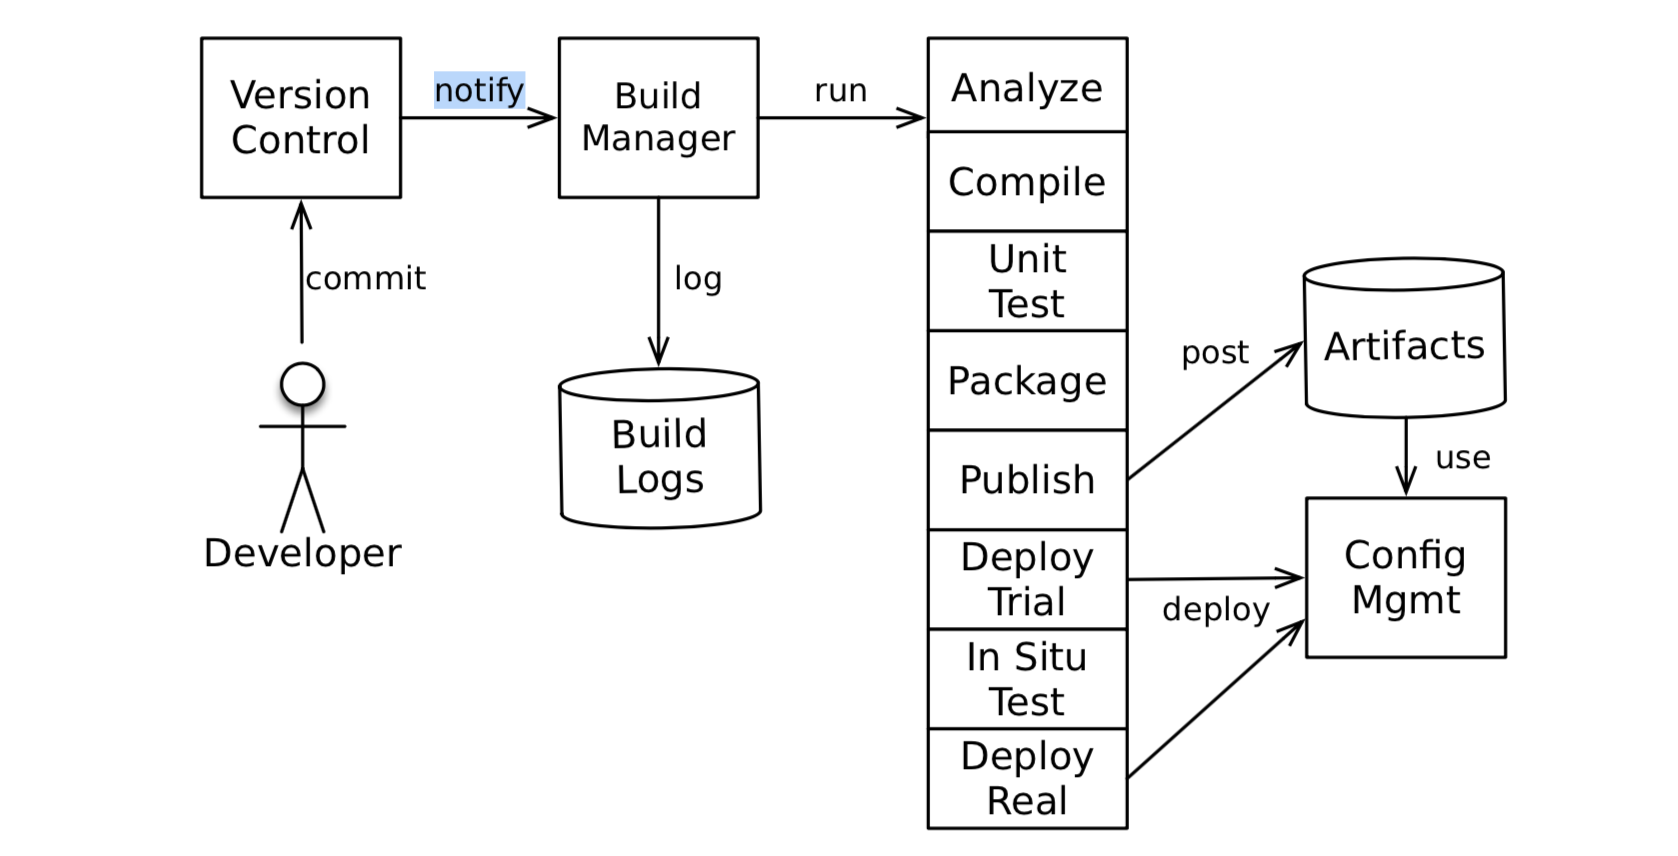 Version
Control
notify
Build
Manager
run
Analyze
Compile
Unit
Test
Package
Publish
Deploy
Trial
In Situ
Test
Deploy
Real
commit
Developer
log
Build
Logs
post
Artifacts
use
deploy
Config
Mgmt